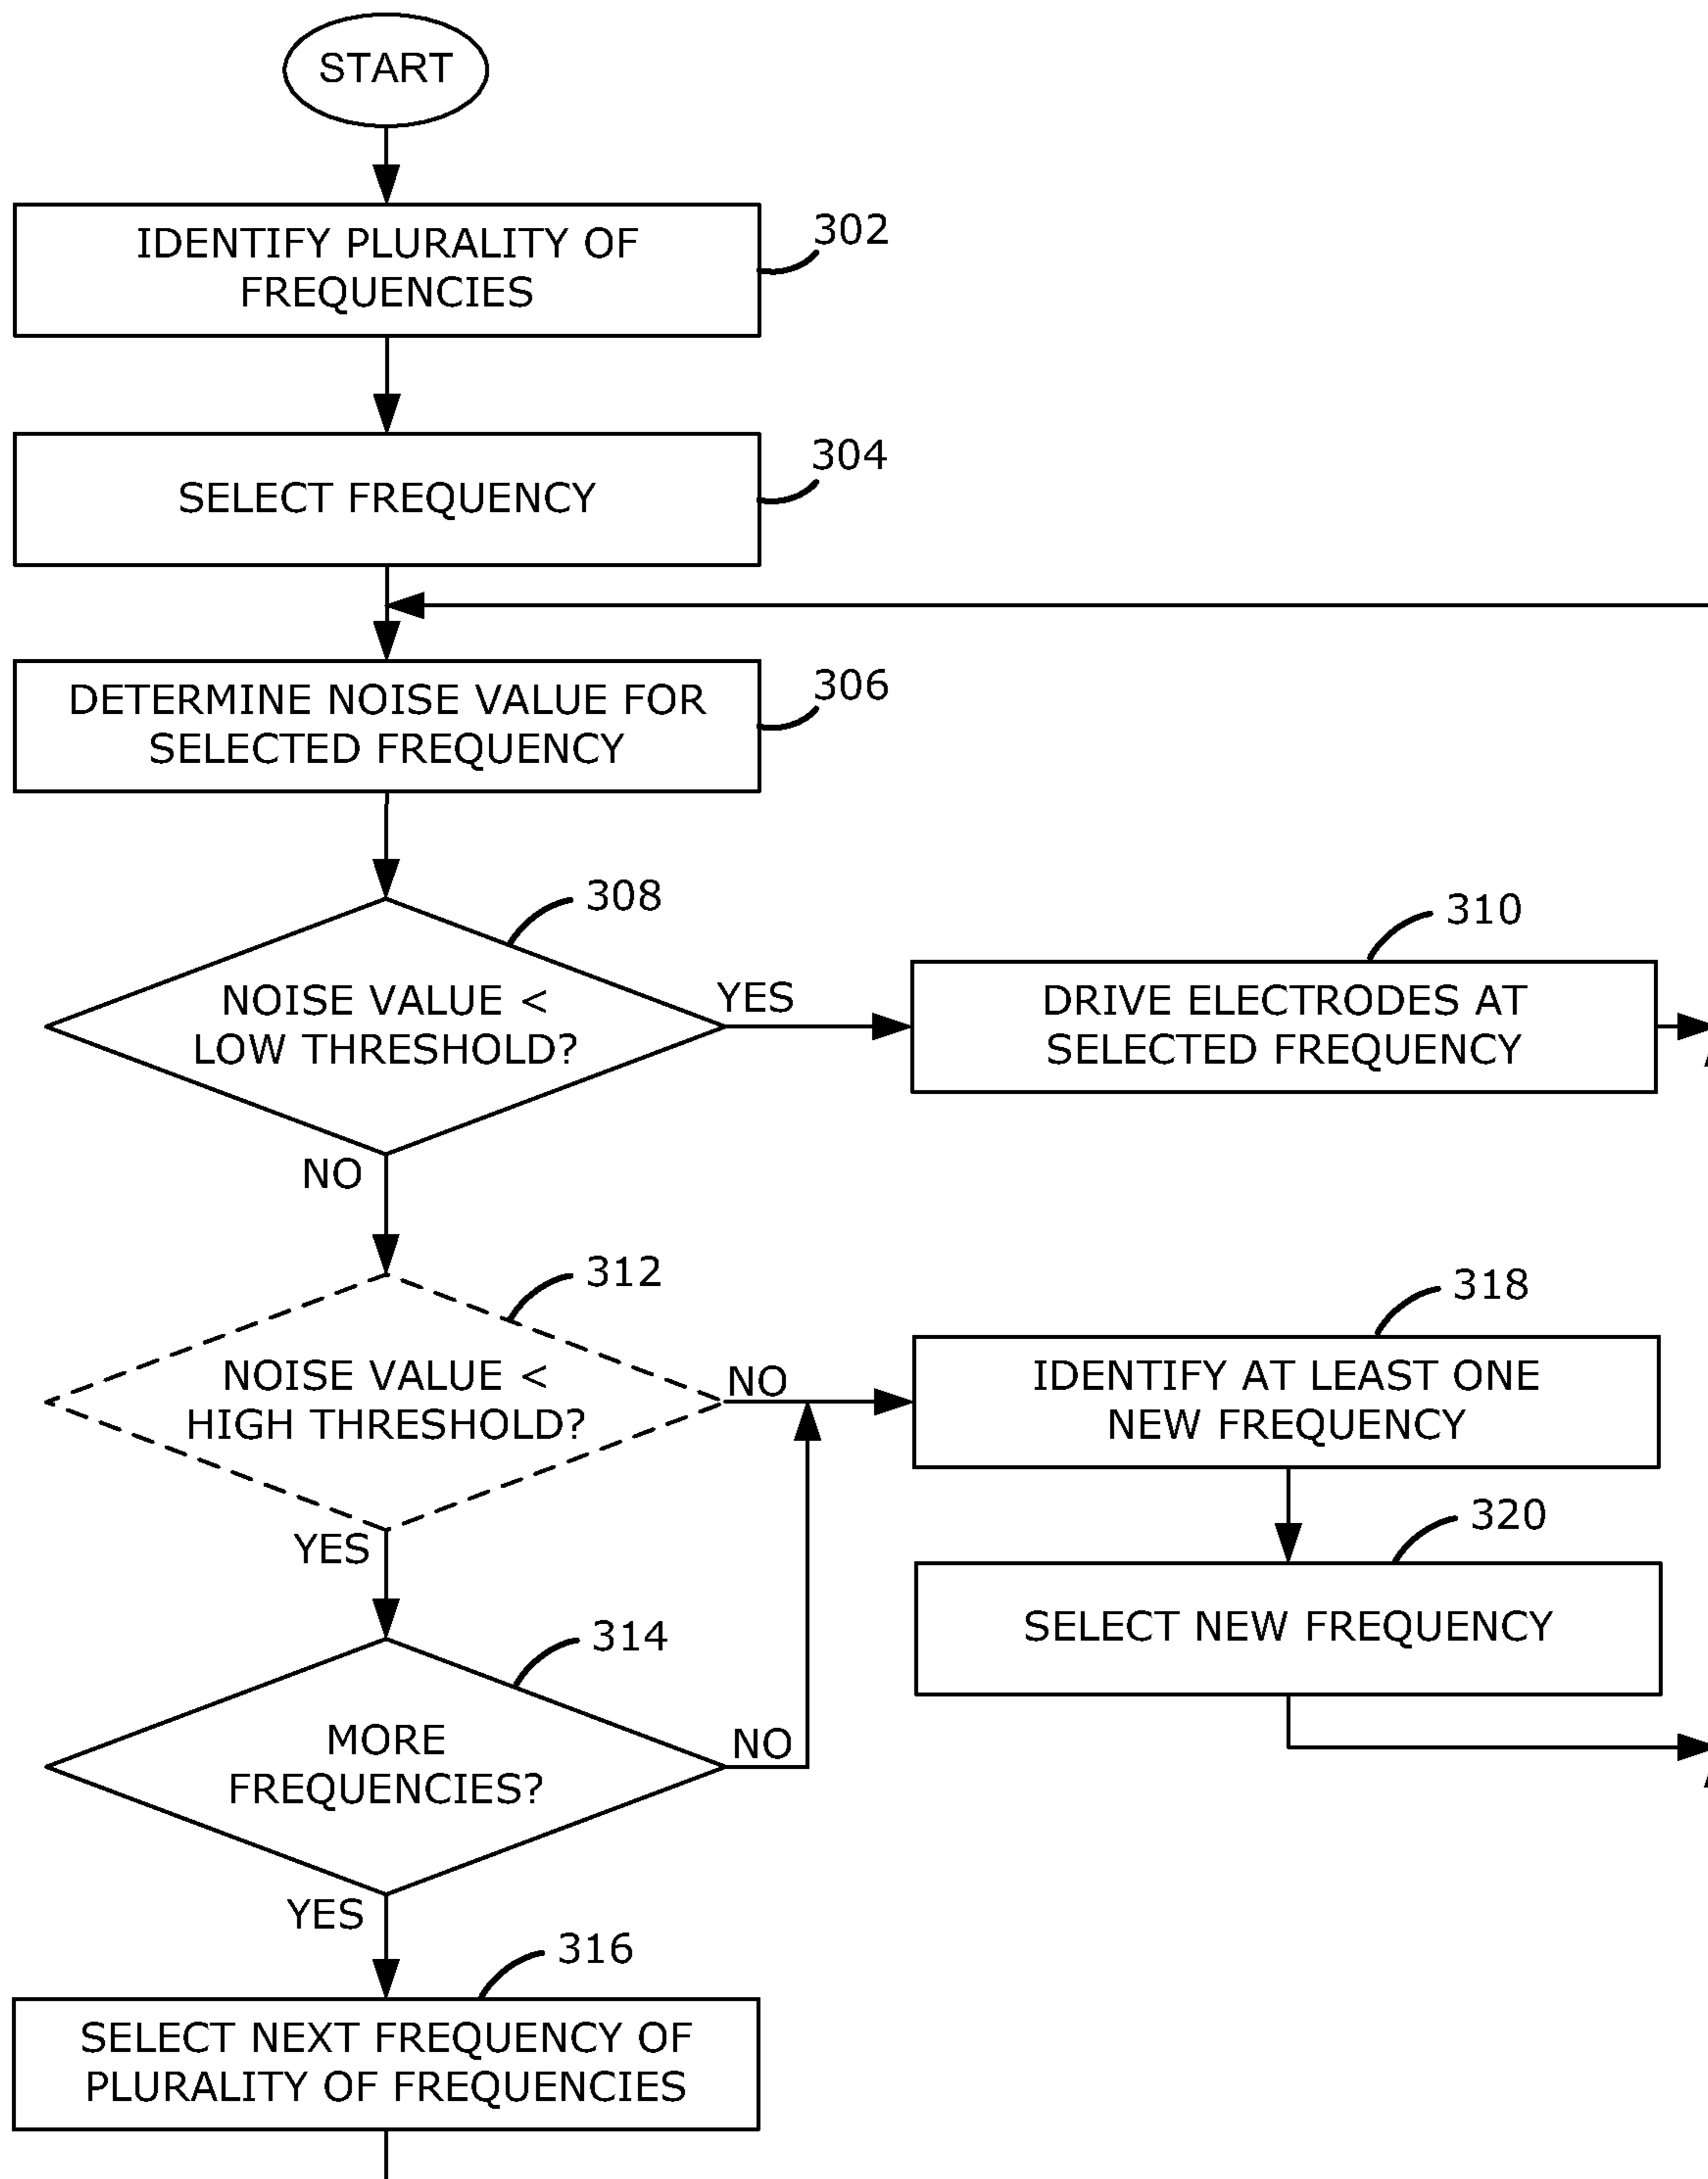 START
IDENTIFY PLURALITY OF
FREQUENCIES
302
SELECT FREQUENCY
304
DETERMINE NOISE VALUE FOR
SELECTED FREQUENCY
306
308
NOISE VALUE <
LOW THRESHOLD?
YES
NO
310
DRIVE ELECTRODES AT
SELECTED FREQUENCY
312
NOISE VALUE <
HIGH THRESHOLD?
NO
YES
318
IDENTIFY AT LEAST ONE
NEW FREQUENCY
320
SELECT NEW FREQUENCY
314
MORE
FREQUENCIES?
NO
YES
316
SELECT NEXT FREQUENCY OF
PLURALITY OF FREQUENCIES